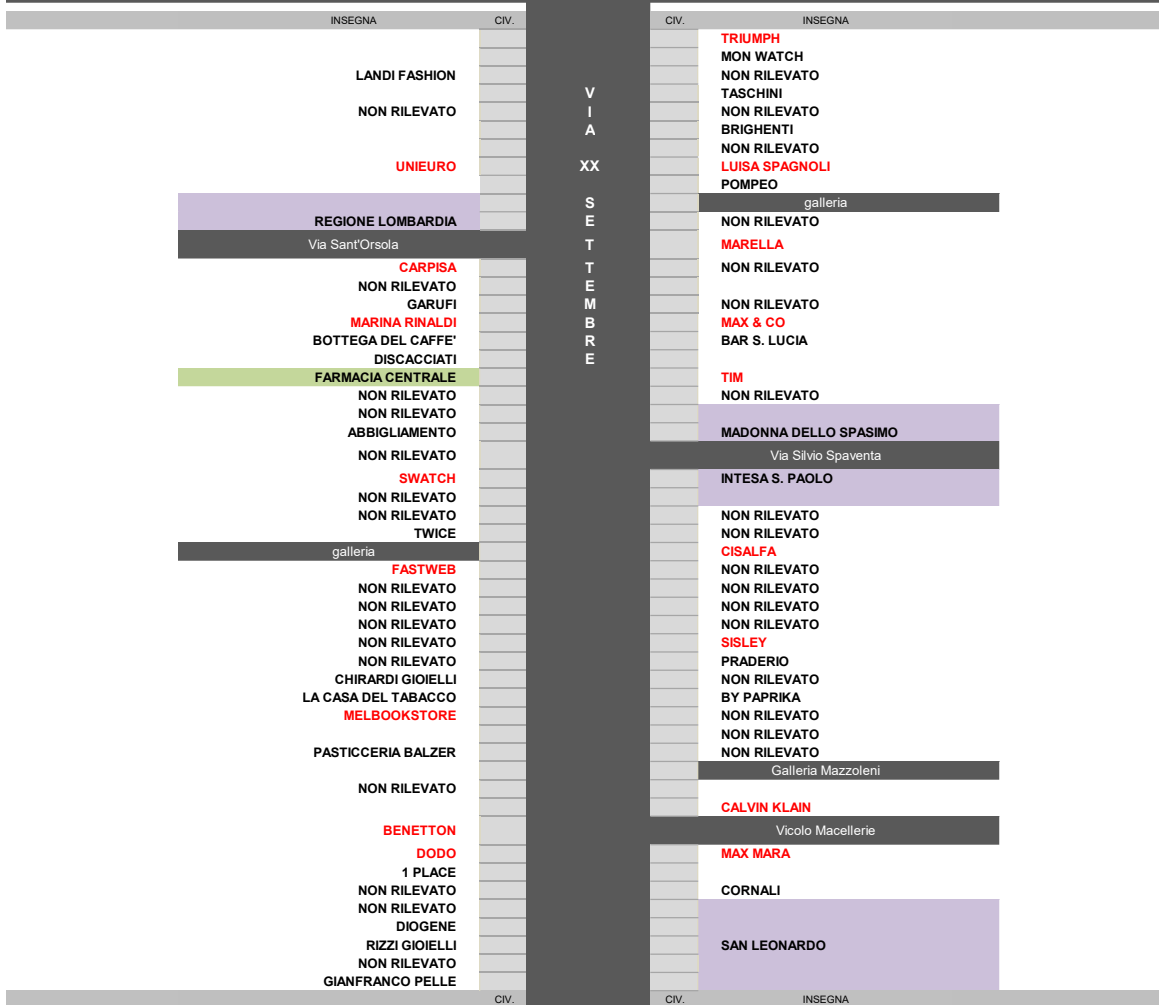 INSEGNA CIV. CIV. INSEGNA
TRIUMPH
MON WATCH
LANDI FASHION NON RILEVATO
V TASCHINI
NON RILEVATO I NON RILEVATO
A BRIGHENTI
NON RILEVATO
UNIEURO XX LUISA SPAGNOLI
POMPEO
S galleria
REGIONE LOMBARDIA E NON RILEVATO
Via Sant'Orsola T MARELLA
CARPISA T NON RILEVATO
NON RILEVATO E
GARUFI M NON RILEVATO
MARINA RINALDI B MAX & CO
BOTTEGA DEL CAFFE' R BAR S. LUCIA
DISCACCIATI E
FARMACIA CENTRALE TIM
NON RILEVATO NON RILEVATO
NON RILEVATO
ABBIGLIAMENTO MADONNA DELLO SPASIMO
NON RILEVATO Via Silvio Spaventa
SWATCH INTESA S. PAOLO
NON RILEVATO
NON RILEVATO NON RILEVATO
TWICE NON RILEVATO
galleria CISALFA
FASTWEB NON RILEVATO
NON RILEVATO NON RILEVATO
NON RILEVATO NON RILEVATO
NON RILEVATO NON RILEVATO
NON RILEVATO SISLEY
NON RILEVATO PRADERIO
CHIRARDI GIOIELLI NON RILEVATO
LA CASA DEL TABACCO BY PAPRIKA
MELBOOKSTORE NON RILEVATO
NON RILEVATO
PASTICCERIA BALZER NON RILEVATO
Galleria Mazzoleni
NON RILEVATO
CALVIN KLAIN
BENETTON Vicolo Macellerie
DODO MAX MARA
1 PLACE
NON RILEVATO CORNALI
NON RILEVATO
DIOGENE
RIZZI GIOIELLI SAN LEONARDO
NON RILEVATO
GIANFRANCO PELLE
CIV. CIV. INSEGNA